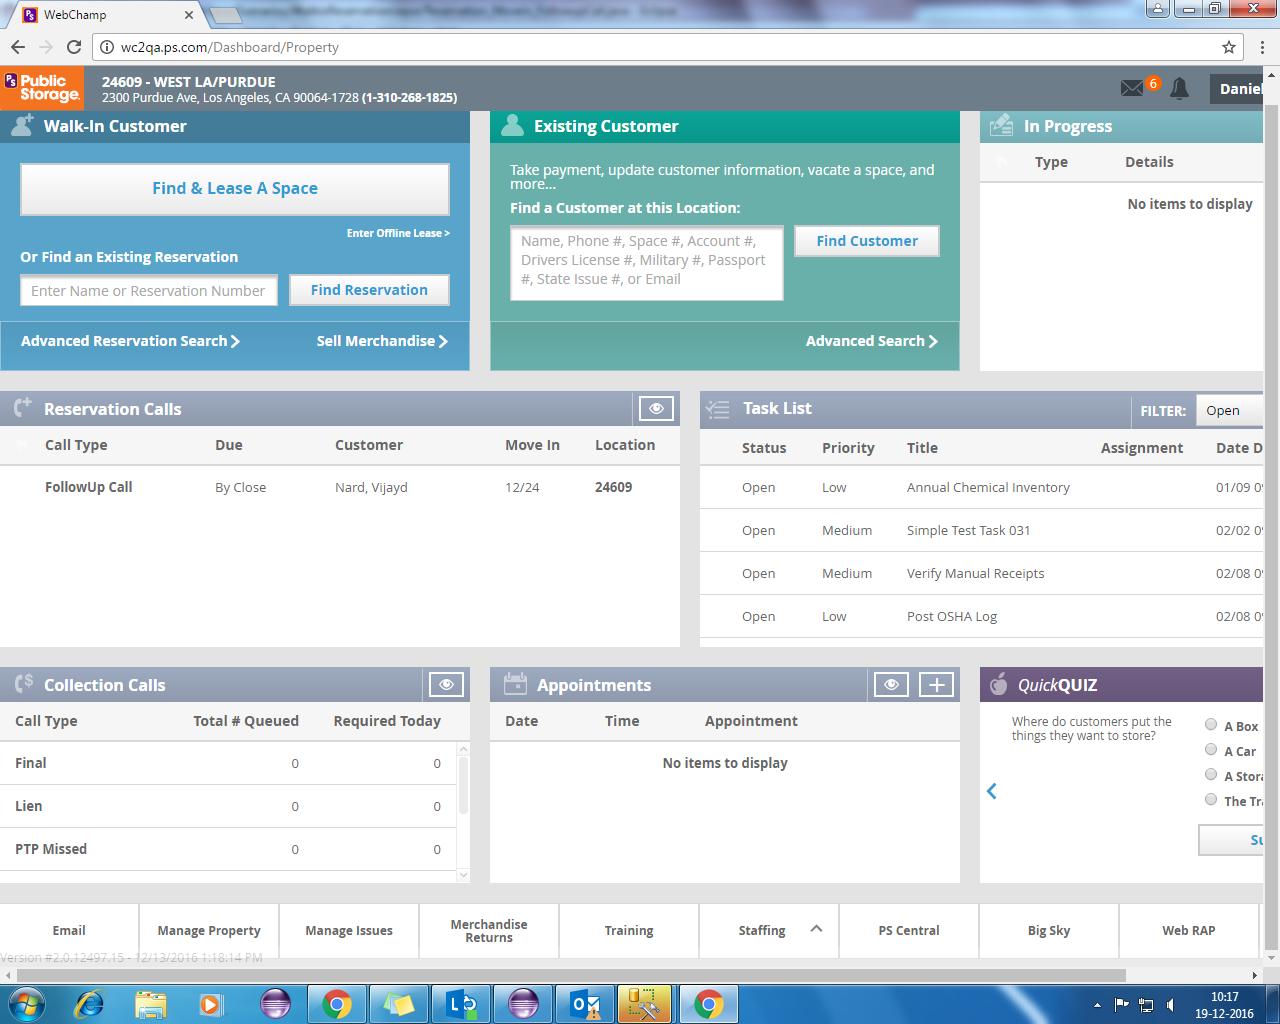 WebChamp
wc2qa.ps.com/Dashboard/Property
PS Public Storage.
24609 - WEST LA/PURDUE
2300 Purdue Ave, Los Angeles, CA 90064-1728 (1-310-268-1825)
6
Daniel
Walk-In Customer
Find & Lease A Space
Enter Offline Lease >
Or Find an Existing Reservation
Enter Name or Reservation Number
Find Reservation
Advanced Reservation Search
Sell Merchandise
Existing Customer
Take payment, update customer information, vacate a space, and
more...
Find a Customer at this Location:
Name, Phone #, Space #, Account #,
Drivers License #, Military #, Passport
#, State Issue #, or Email
Find Customer
Advanced Search
In Progress
Type Details
No items to display
Reservation Calls
Call Type Due Customer Move In Location
FollowUp Call By Close Nard, Vijayd 12/24 24609
Task List
FILTER: Open
Status Priority Title Assignment Date D
Open Low Annual Chemical Inventory 01/09 09
Open Medium Simple Test Task 031 02/02 09
Open Medium Verify Manual Receipts 02/08 09
Open Low Post OSHA Log 02/08 09
Collection Calls
Call Type Total # Queued Required Today
Final 0 0
Lien 0 0
PTP Missed 0 0
Appointments
Date Time Appointment
No items to display
QuickQUIZ
Where do customers put the
things they want to store?
A Box
A Car
A Stor
The Tr
Email
Manage Property
Manage Issues
Merchandise
Returns
Training
Staffing
PS Central
Big Sky
Web RAP
Version #2.0.12497.15 - 12/13/2016 1:18:14 PM
10:17
19-12-2016